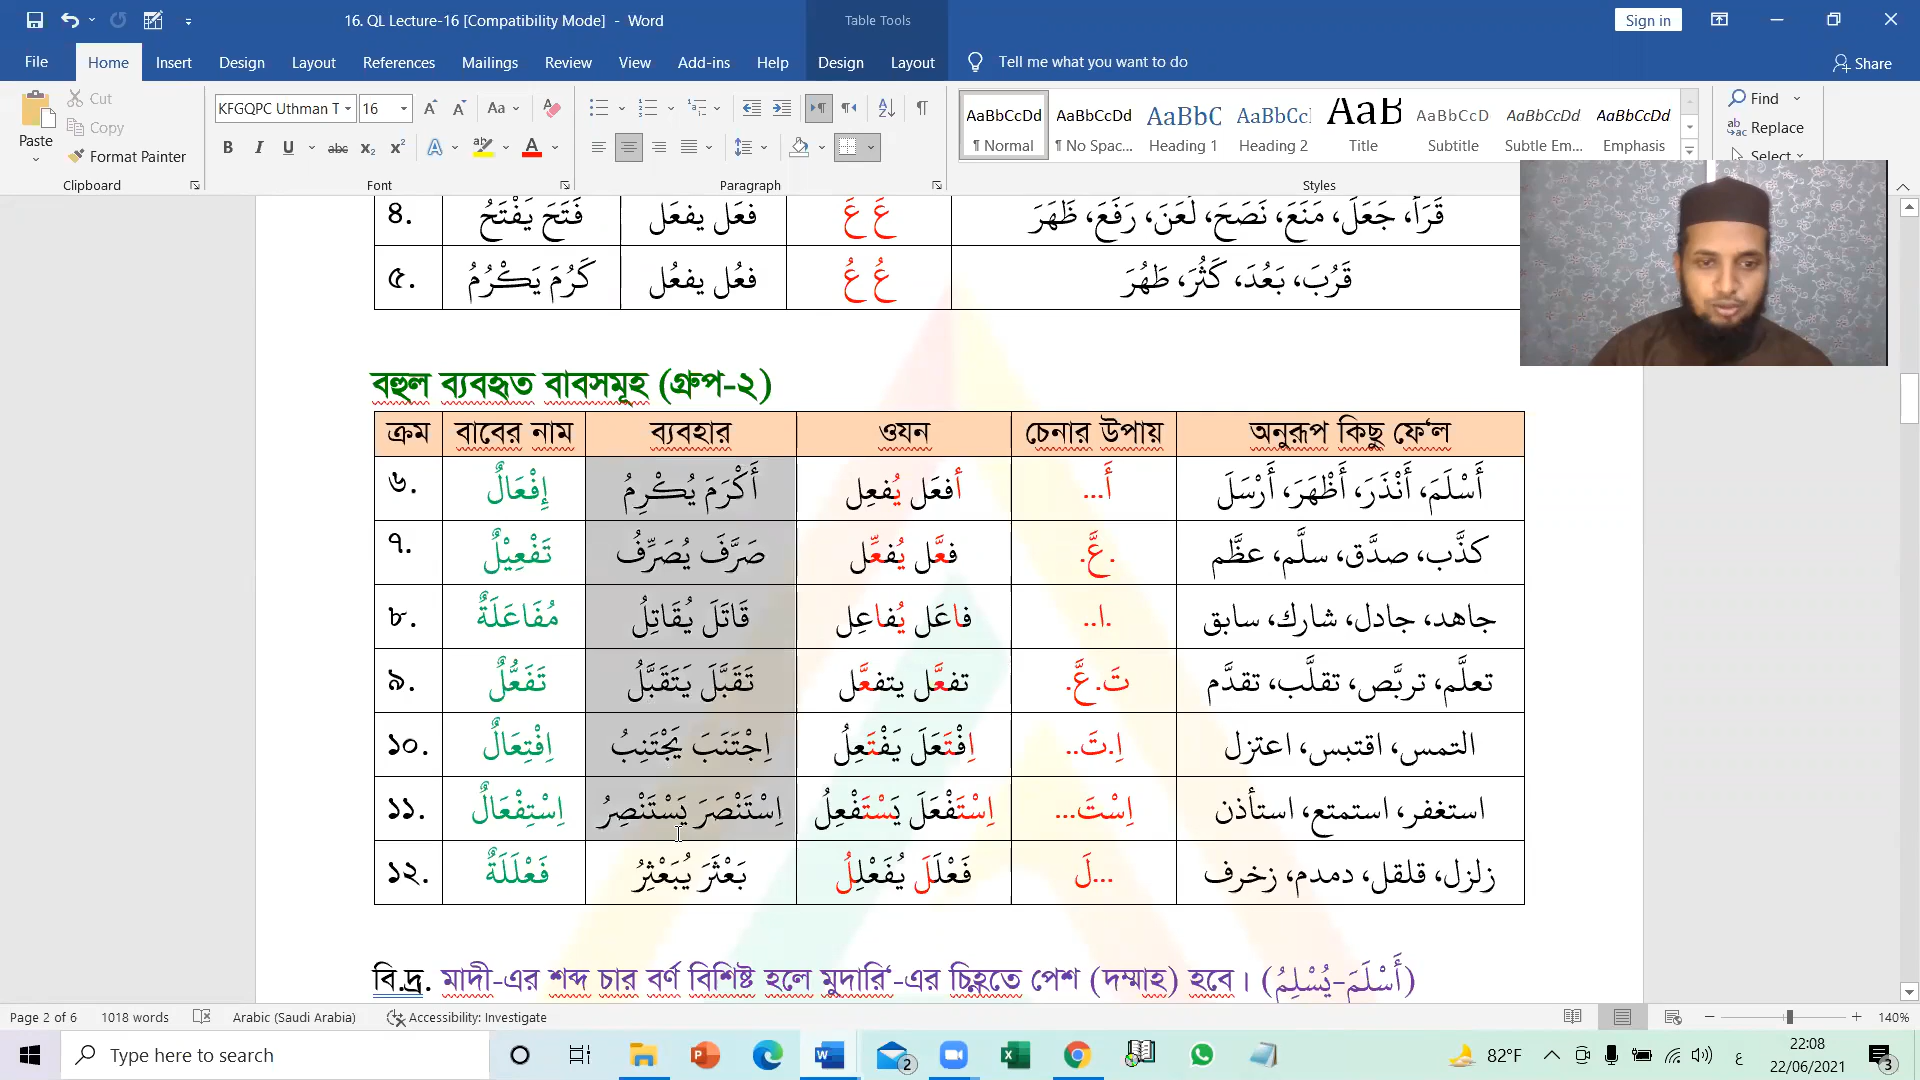 16. QL Lecture-16 [Compatibility Mode] - Word
Table Tools
Sign in
File Home Insert Design Layout References Mailings Review View Add-ins Help Design Layout Tell me what you want to do Share
Paste
Cut
Copy
Format Painter
Clipboard
KFGQPC Uthman T 16
Font
Paragraph
AaBbCcDd AaBbCcDd AaBbC AaBbCcI AaB AaBbCcD AaBbCcDd AaBbCcDd
¶ Normal ¶ No Spac... Heading 1 Heading 2 Title Subtitle Subtle Em... Emphasis
Styles
Find
Replace
Select
৪. فَتَحَ يَفْتَحُ فعَل يفعَل عَ عَ قَرَأَ، جَعَلَ، مَنَعَ، نَصَحَ، لَعَنَ، رَفَعَ، ظَهَرَ
৫. كَرُمَ يَكْرُمُ فعُل يفعُل عُ عُ قَرُبَ، بَعُدَ، كَثُرَ، طَهُرَ
বহুল ব্যবহৃত বাবসমূহ (গ্রুপ-২)
ক্রম বাবের নাম ব্যবহার ওযন চেনার উপায় অনুরূপ কিছু ফে‘ল
৬. إِفْعَالٌ أَكْرَمَ يُكْرِمُ أَفعَل يُفعِل أَ... أَسْلَمَ، أَنْذَرَ، أَظْهَرَ، أَرْسَلَ
৭. تَفْعِيْلٌ صَرَّفَ يُصَرِّفُ فعَّل يُفعِّل .عَّ. كذَّب، صدَّق، سلَّم، عظَّم
৮. مُفَاعَلَةٌ قَاتَلَ يُقَاتِلُ فاعَل يُفاعِل .ا.. جاهد، جادل، شارك، سابق
৯. تَفَعُّلٌ تَقَبَّلَ يَتَقَبَّلُ تفعَّل يتفعَّل تَ.عَّ. تعلَّم، تربَّص، تقلَّب، تقدَّم
১০. اِفْتِعَالٌ اِجْتَنَبَ يَجْتَنِبُ اِفْتَعَلَ يَفْتَعِلُ اِ.تَ.. التمس، اقتبس، اعتزل
১১. اِسْتِفْعَالٌ اِسْتَنْصَرَ يَسْتَنْصِرُ اِسْتَفْعَلَ يَسْتَفْعِلُ اِسْتَ... استغفر، استمتع، استأذن
১২. فَعْلَلَةٌ بَعْثَرَ يُبَعْثِرُ فَعْلَلَ يُفَعْلِلُ ...لَ زلزل، قلقل، دمدم، زخرف
বি.দ্র. মাদী-এর শব্দ চার বর্ণ বিশিষ্ট হলে মুদারি‘-এর চিহ্নতে পেশ (দম্মাহ) হবে। (أَسْلَمَ-يُسْلِمُ)
Page 2 of 6 1018 words Arabic (Saudi Arabia) Accessibility: Investigate 140%
Type here to search
2
82°F
ع
22:08
22/06/2021
3